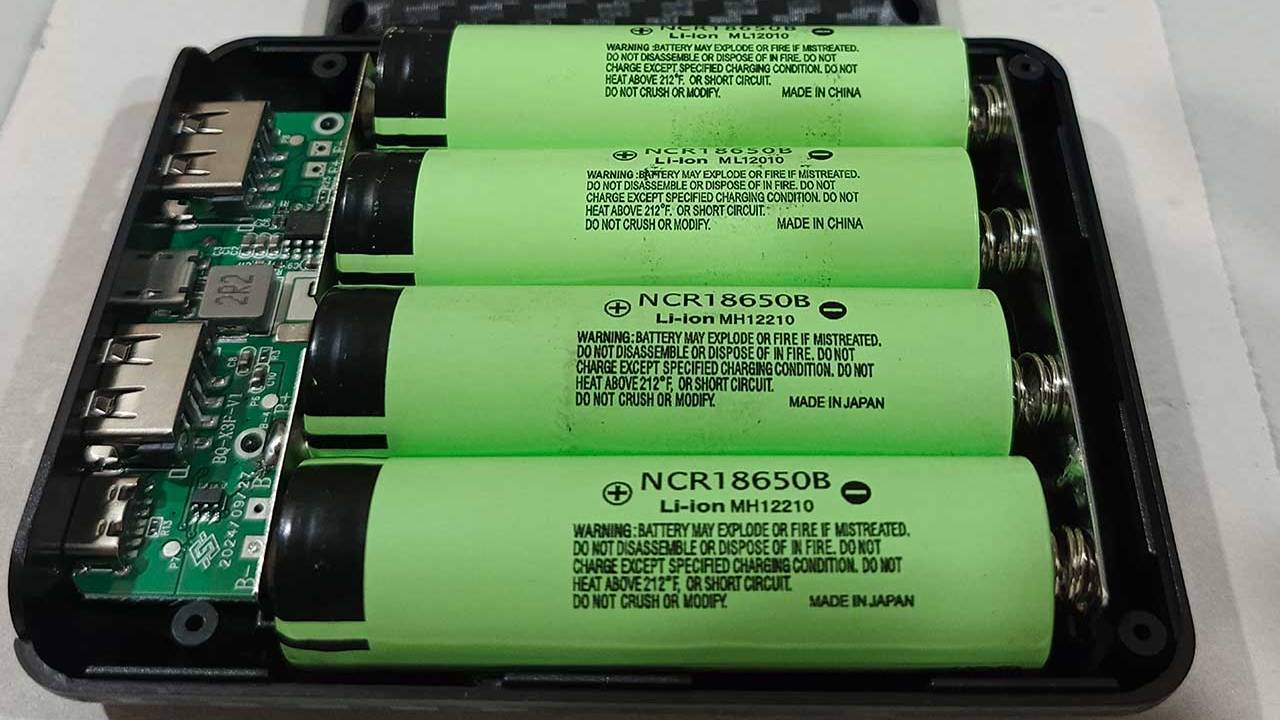 NCR18650B
Li-ion ML12010
WARNING:BATTERY MAY EXPLODE OR FIRE IF MISTREATED.
DO NOT DISASSEMBLE OR DISPOSE OF IN FIRE. DO NOT
CHARGE EXCEPT SPECIFIED CHARGING CONDITION. DO NOT
HEAT ABOVE 212°F, OR SHORT CIRCUIT.
DO NOT CRUSH OR MODIFY. MADE IN CHINA
NCR18650B
Li-ion ML12010
WARNING:BATTERY MAY EXPLODE OR FIRE IF MISTREATED.
DO NOT DISASSEMBLE OR DISPOSE OF IN FIRE. DO NOT
CHARGE EXCEPT SPECIFIED CHARGING CONDITION. DO NOT
HEAT ABOVE 212°F, OR SHORT CIRCUIT.
DO NOT CRUSH OR MODIFY. MADE IN CHINA
NCR18650B
Li-ion MH12210
WARNING:BATTERY MAY EXPLODE OR FIRE IF MISTREATED.
DO NOT DISASSEMBLE OR DISPOSE OF IN FIRE. DO NOT
CHARGE EXCEPT SPECIFIED CHARGING CONDITION. DO NOT
HEAT ABOVE 212°F, OR SHORT CIRCUIT.
DO NOT CRUSH OR MODIFY. MADE IN JAPAN
NCR18650B
Li-ion MH12210
WARNING:BATTERY MAY EXPLODE OR FIRE IF MISTREATED.
DO NOT DISASSEMBLE OR DISPOSE OF IN FIRE. DO NOT
CHARGE EXCEPT SPECIFIED CHARGING CONDITION. DO NOT
HEAT ABOVE 212°F, OR SHORT CIRCUIT.
DO NOT CRUSH OR MODIFY. MADE IN JAPAN
2R2
C8
R3
C10
B+
BQ-X3F-V1
2024/09/27
B-